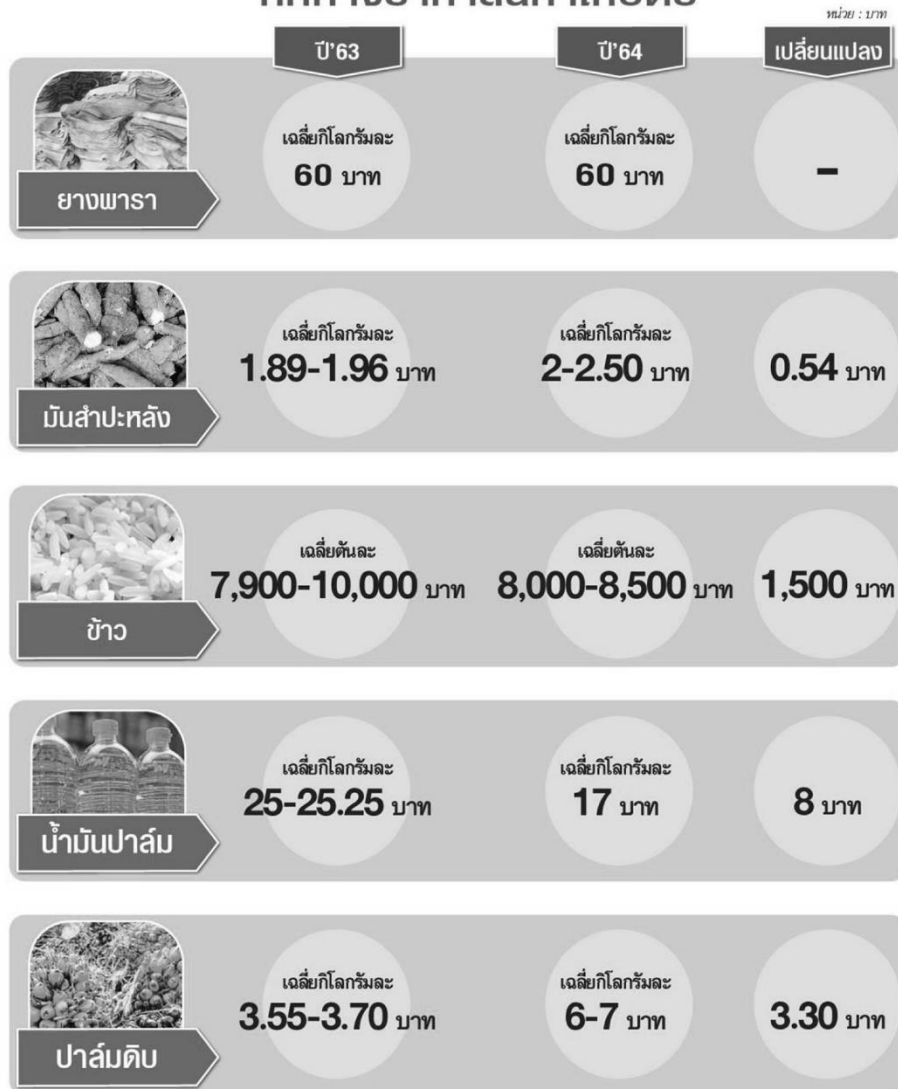 หน่วย : บาท
ปี'63 ปี'64 เปลี่ยนแปลง
เฉลี่ยกิโลกรัมละ เฉลี่ยกิโลกรัมละ
60 บาท 60 บาท -
ยางพารา
เฉลี่ยกิโลกรัมละ เฉลี่ยกิโลกรัมละ
1.89-1.96 บาท 2-2.50 บาท 0.54 บาท
มันสำปะหลัง
เฉลี่ยตันละ เฉลี่ยตันละ
7,900-10,000 บาท 8,000-8,500 บาท 1,500 บาท
ข้าว
เฉลี่ยกิโลกรัมละ เฉลี่ยกิโลกรัมละ
25-25.25 บาท 17 บาท 8 บาท
น้ำมันปาล์ม
เฉลี่ยกิโลกรัมละ เฉลี่ยกิโลกรัมละ
3.55-3.70 บาท 6-7 บาท 3.30 บาท
ปาล์มดิบ